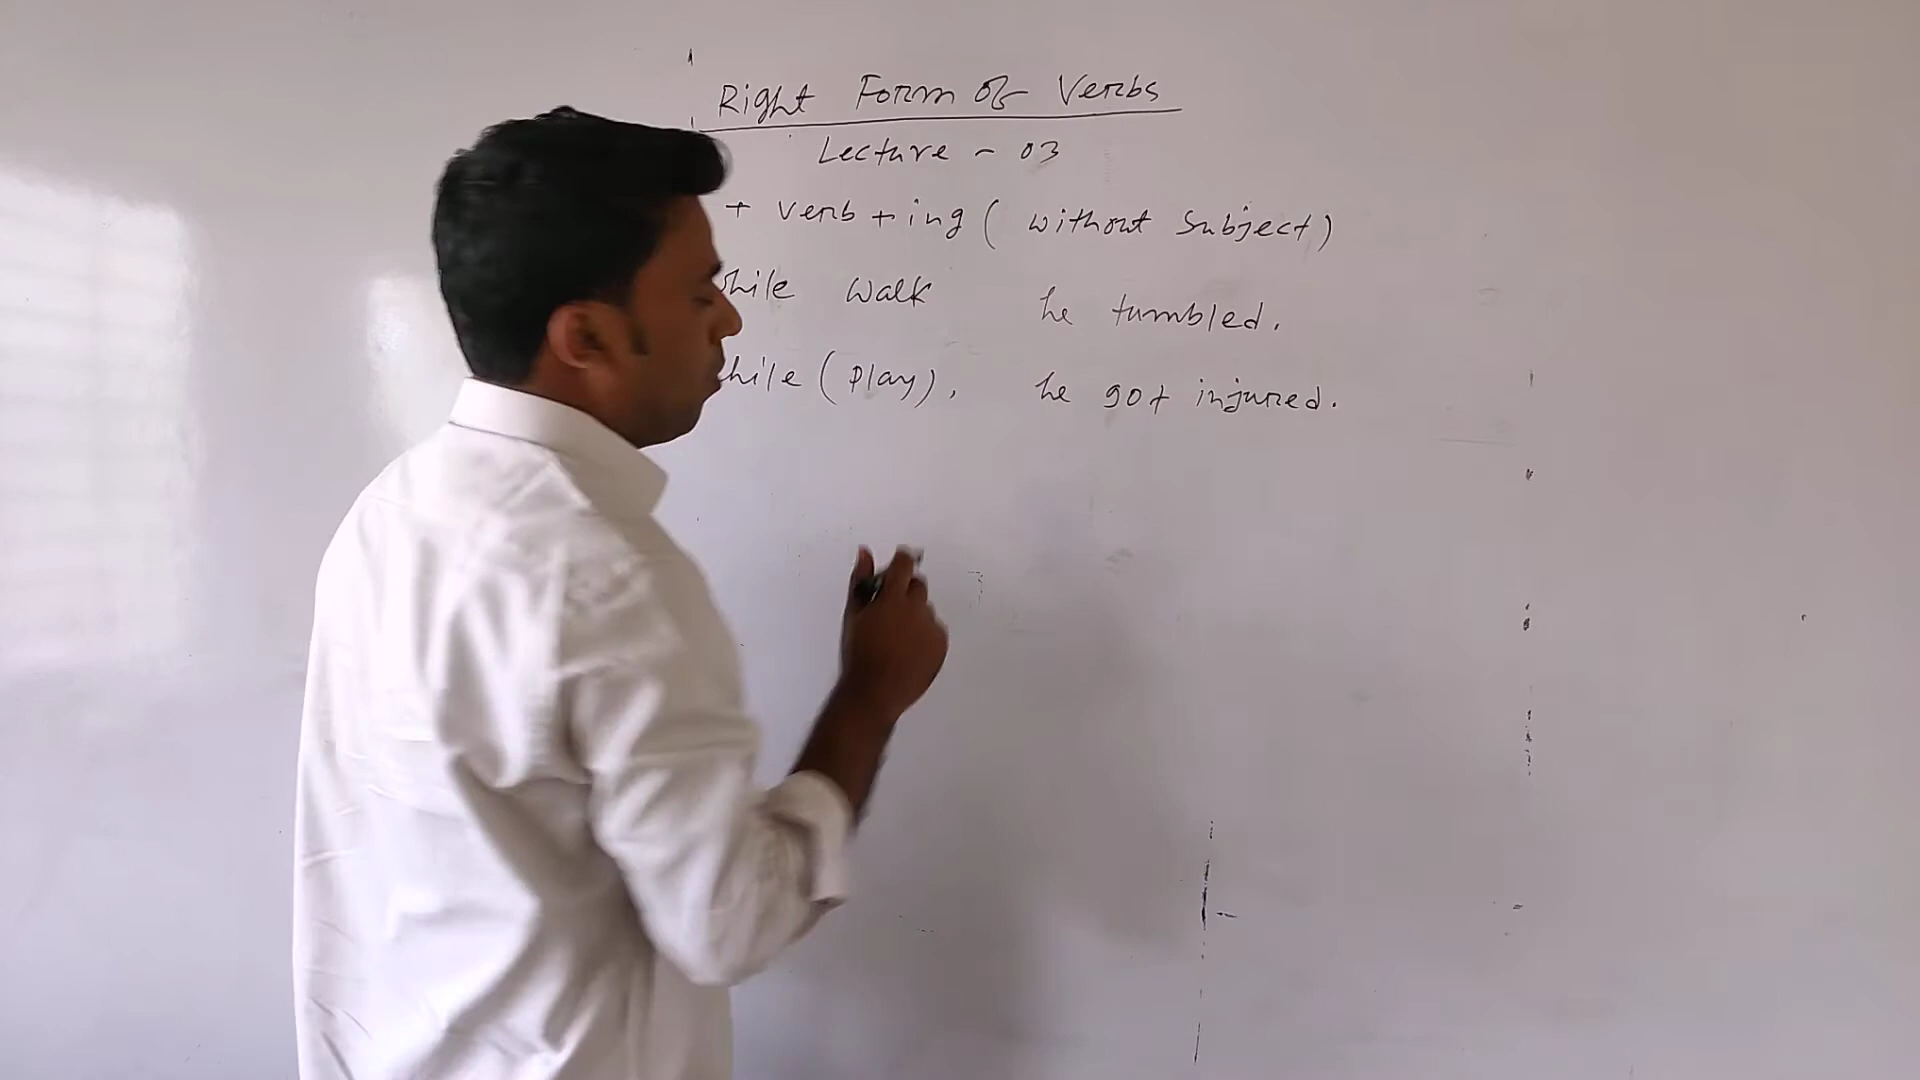 Right Form of Verbs
Lecture - 03
+ verb + ing ( without subject)
hile walk he tumbled.
hile (play), he got injured.